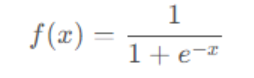 f(x) = 1 / (1 + e^{-x})